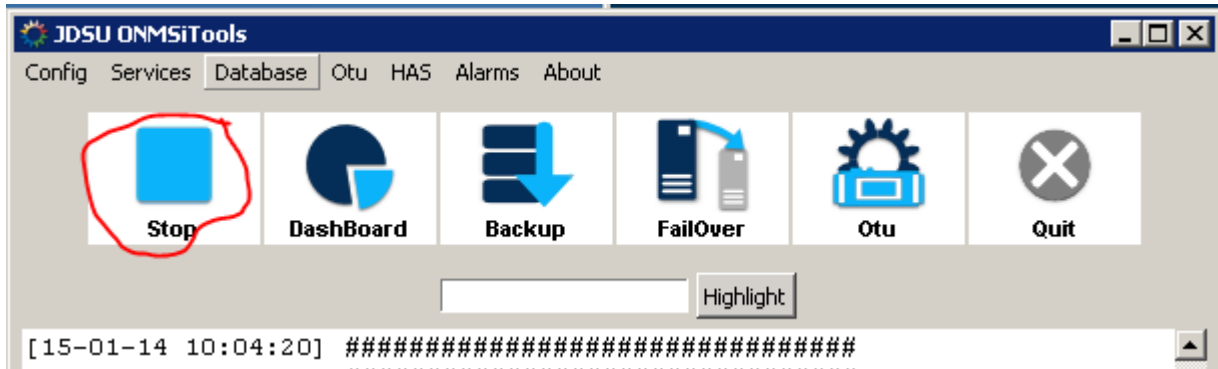 JDSU ONMSiTools
Config Services Database Otu HAS Alarms About
Stop DashBoard Backup FailOver Otu Quit
Highlight
[15-01-14 10:04:20] ################################